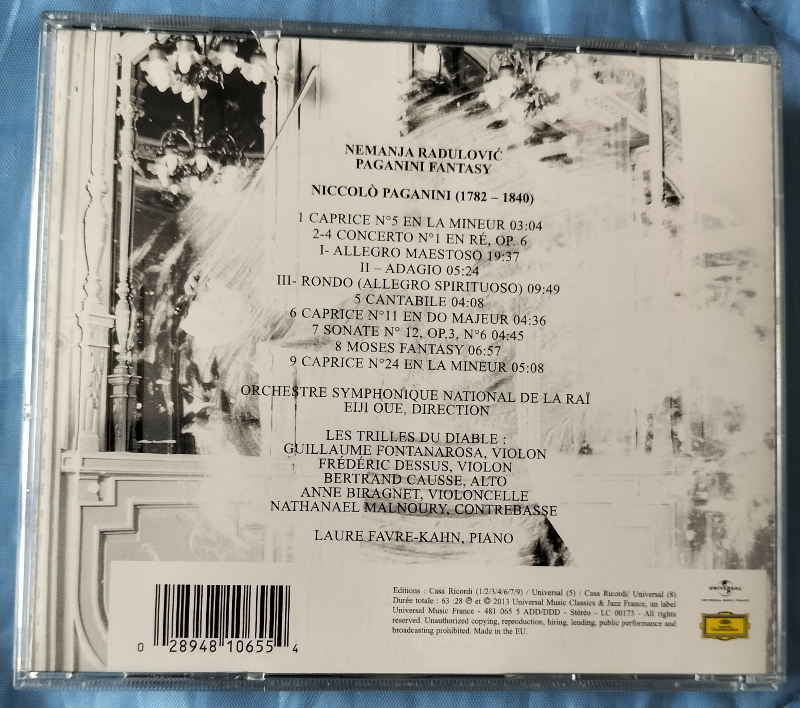 NEMANJA RADULOVIĆ
PAGANINI FANTASY
NICCOLÒ PAGANINI (1782 – 1840)
1 CAPRICE N°5 EN LA MINEUR 03:04
2-4 CONCERTO N°1 EN RÉ, OP. 6
I- ALLEGRO MAESTOSO 19:37
II – ADAGIO 05:24
III- RONDO (ALLEGRO SPIRITUOSO) 09:49
5 CANTABILE 04:08
6 CAPRICE N°11 EN DO MAJEUR 04:36
7 SONATE N° 12, OP.3, N°6 04:45
8 MOSES FANTASY 06:57
9 CAPRICE N°24 EN LA MINEUR 05:08
ORCHESTRE SYMPHONIQUE NATIONAL DE LA RAÏ
EIJI OUE, DIRECTION
LES TRILLES DU DIABLE :
GUILLAUME FONTANAROSA, VIOLON
FRÉDÉRIC DESSUS, VIOLON
BERTRAND CAUSSE, ALTO
ANNE BIRAGNET, VIOLONCELLE
NATHANAEL MALNOURY, CONTREBASSE
LAURE FAVRE-KAHN, PIANO
0 28948 10655 4
Editions : Casa Ricordi (1/2/3/4/6/7/9) / Universal (5) / Casa Ricordi/ Universal (8)
Durée totale : 63 :28 ℗ et © 2013 Universal Music Classics & Jazz France, un label
Universal Music France - 481 065 5 ADD/DDD - Stéréo - LC 00173 - All rights
reserved. Unauthorized copying, reproduction, hiring, lending, public performance and
broadcasting prohibited. Made in the EU.
UNIVERSAL
UNIVERSAL MUSIC FRANCE
Deutsche
Grammophon